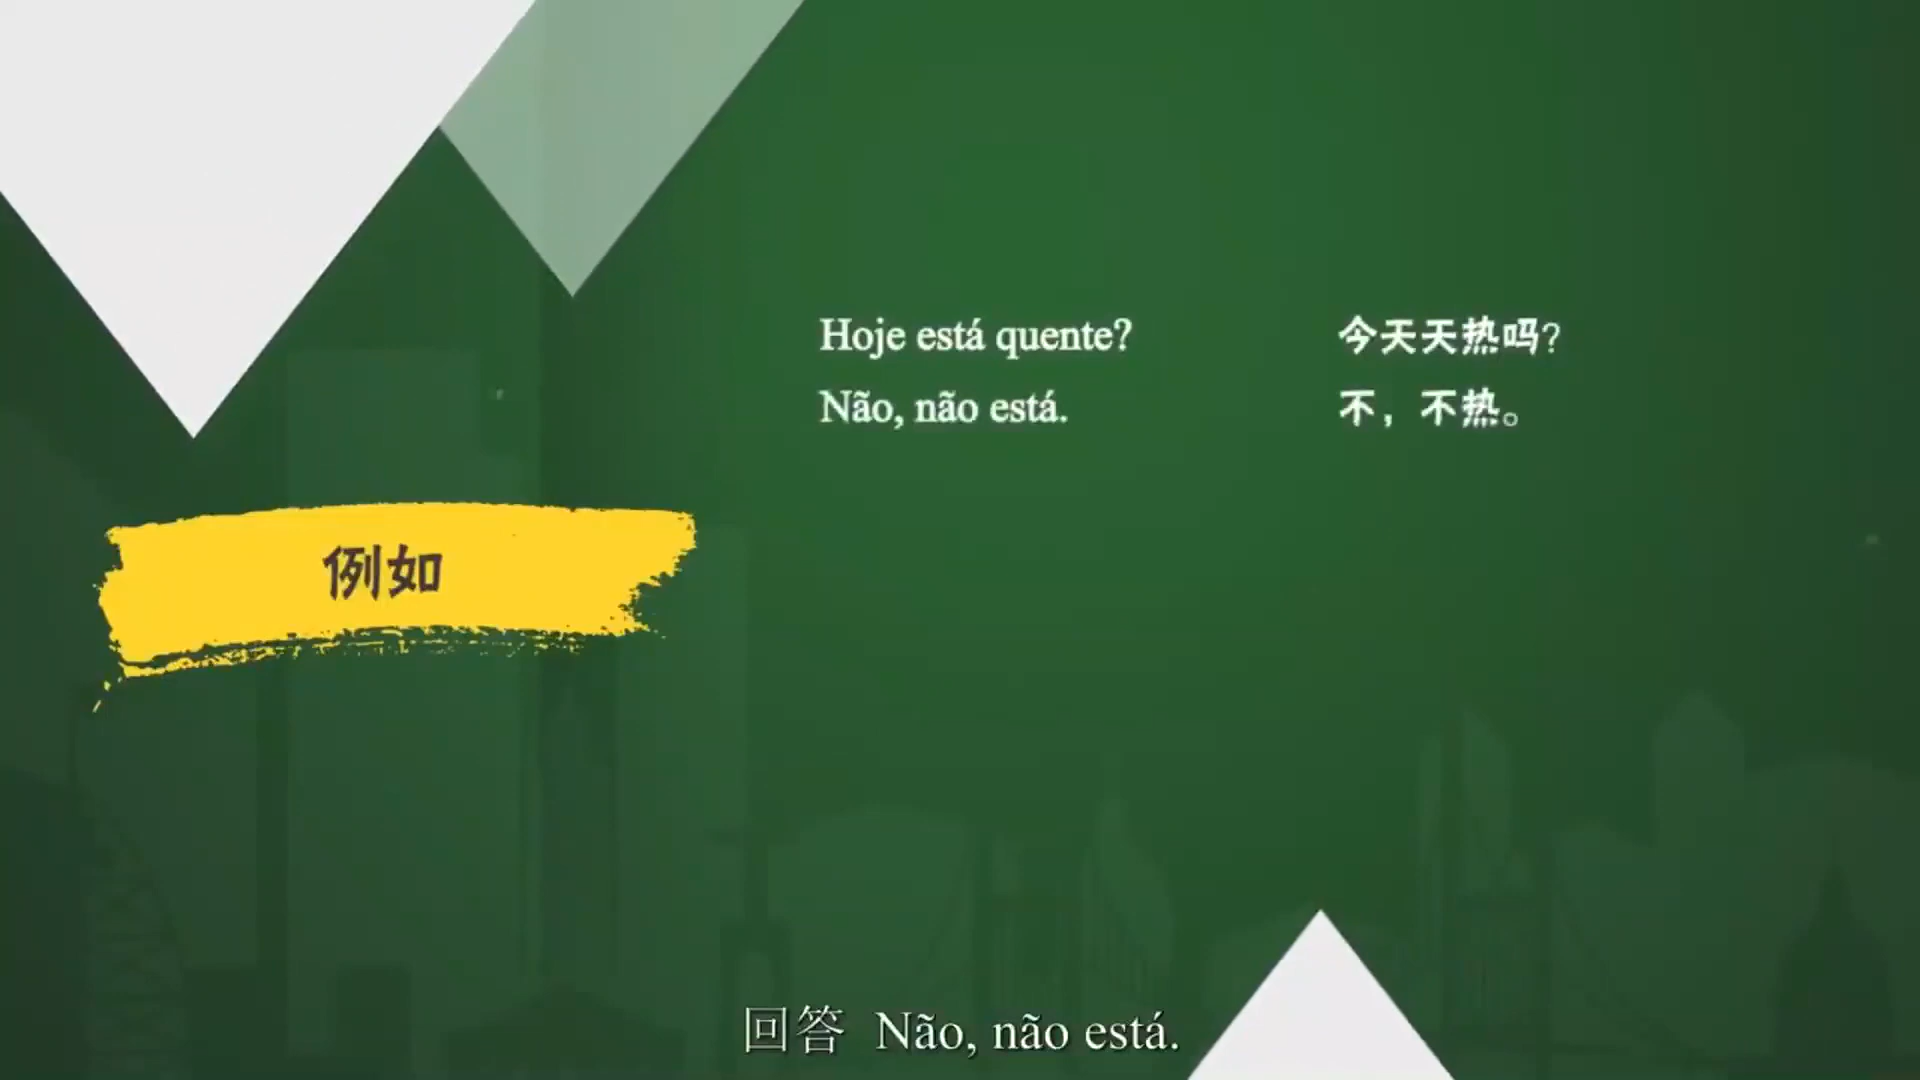 Hoje está quente?
今天天热吗?
Não, não está.
不，不热。
例如
回答 Não, não está.